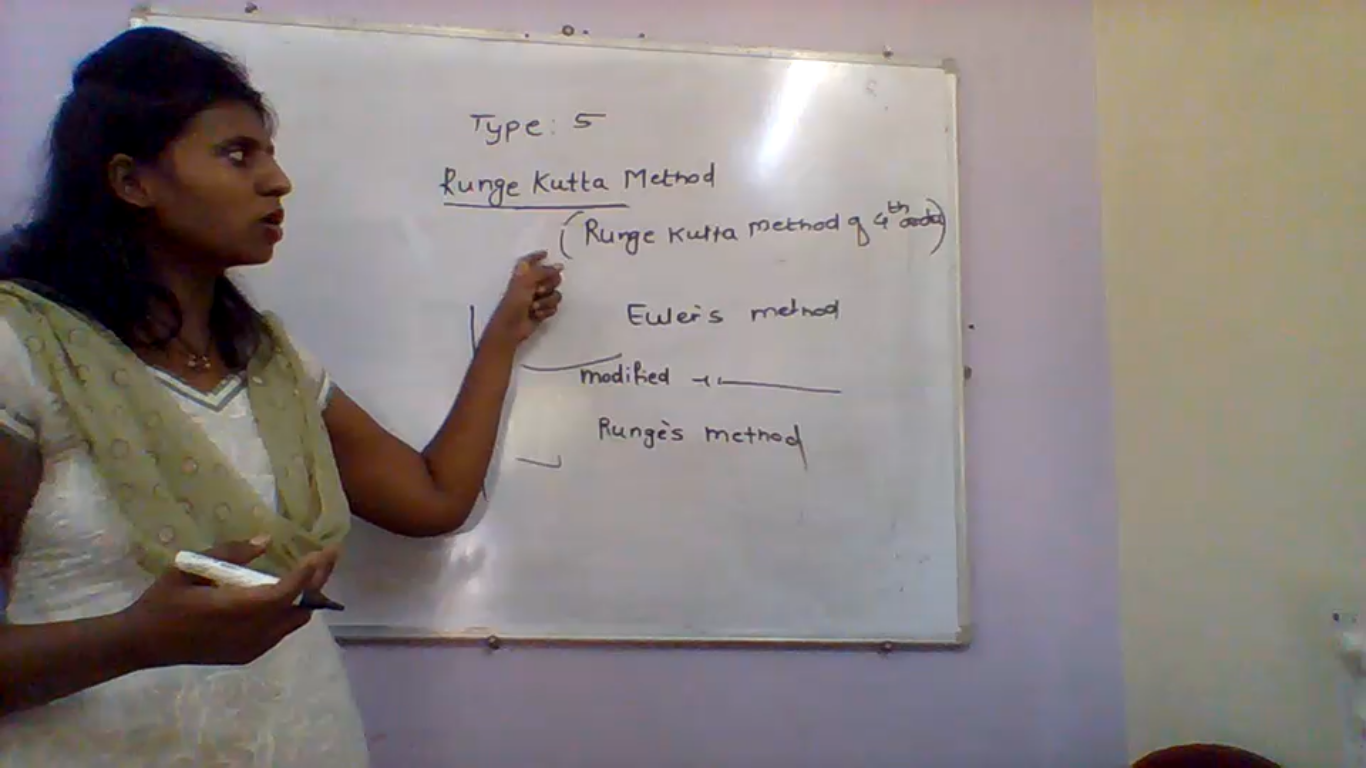 Type: 5
Runge Kutta Method
(Runge Kutta method of 4th order)
Euler's method
modified —"—
Runge's method